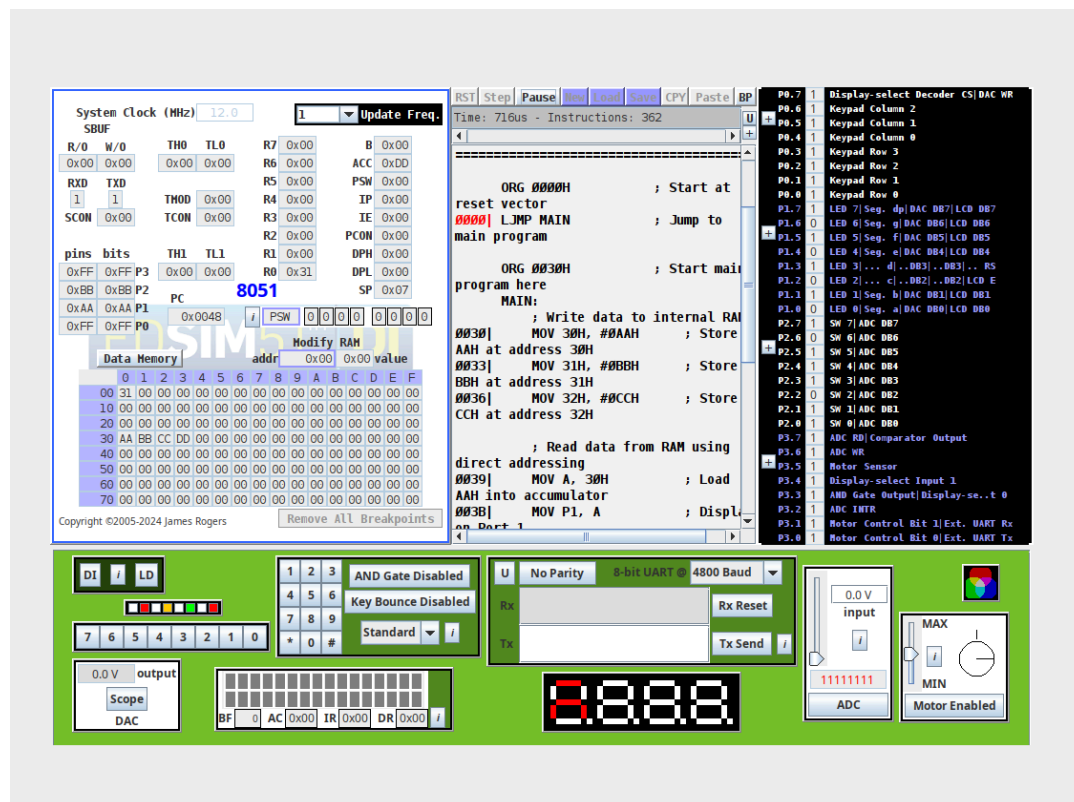 System Clock (MHz) 12.0 1 Update Freq.
SBUF
R/O W/O TH0 TL0 R7 0x00 B 0x00
0x00 0x00 0x00 0x00 R6 0x00 ACC 0xDD
RXD TXD R5 0x00 PSW 0x00
1 1 TMOD 0x00 R4 0x00 IP 0x00
SCON 0x00 TCON 0x00 R3 0x00 IE 0x00
R2 0x00 PCON 0x00
pins bits TH1 TL1 R1 0x00 DPH 0x00
0xFF 0xFF P3 0x00 0x00 R0 0x31 DPL 0x00
0xBB 0xBB P2 8051 SP 0x07
0xAA 0xAA P1 PC
0xFF 0xFF P0 0x0048 i PSW 0 0 0 0 0 0 0 0
Modify RAM
Data Memory addr 0x00 0x00 value
0 1 2 3 4 5 6 7 8 9 A B C D E F
00 31 00 00 00 00 00 00 00 00 00 00 00 00 00 00 00
10 00 00 00 00 00 00 00 00 00 00 00 00 00 00 00 00
20 00 00 00 00 00 00 00 00 00 00 00 00 00 00 00 00
30 AA BB CC DD 00 00 00 00 00 00 00 00 00 00 00 00
40 00 00 00 00 00 00 00 00 00 00 00 00 00 00 00 00
50 00 00 00 00 00 00 00 00 00 00 00 00 00 00 00 00
60 00 00 00 00 00 00 00 00 00 00 00 00 00 00 00 00
70 00 00 00 00 00 00 00 00 00 00 00 00 00 00 00 00
Copyright ©2005-2024 James Rogers Remove All Breakpoints
RST Step Pause New Load Save CPY Paste BP
Time: 716us - Instructions: 362 U
+
ORG 0000H ; Start at
reset vector
0000| LJMP MAIN ; Jump to
main program
ORG 0030H ; Start main
program here
MAIN:
; Write data to internal RAM
0030| MOV 30H, #0AAH ; Store
AAH at address 30H
0033| MOV 31H, #0BBH ; Store
BBH at address 31H
0036| MOV 32H, #0CCH ; Store
CCH at address 32H
; Read data from RAM using
direct addressing
0039| MOV A, 30H ; Load
AAH into accumulator
003B| MOV P1, A
on Port 1
P0.7 1 Display-select Decoder CS|DAC WR
P0.6 1 Keypad Column 2
P0.5 1 Keypad Column 1
P0.4 1 Keypad Column 0
P0.3 1 Keypad Row 3
P0.2 1 Keypad Row 2
P0.1 1 Keypad Row 1
P0.0 1 Keypad Row 0
P1.7 1 LED 7|Seg. dp|DAC DB7|LCD DB7
P1.6 0 LED 6|Seg. g|DAC DB6|LCD DB6
P1.5 1 LED 5|Seg. f|DAC DB5|LCD DB5
P1.4 0 LED 4|Seg. e|DAC DB4|LCD DB4
P1.3 1 LED 3|... d|..DB3|..DB3|.. RS
P1.2 0 LED 2|... c|..DB2|..DB2|LCD E
P1.1 1 LED 1|Seg. b|DAC DB1|LCD DB1
P1.0 0 LED 0|Seg. a|DAC DB0|LCD DB0
P2.7 1 SW 7|ADC DB7
P2.6 0 SW 6|ADC DB6
P2.5 1 SW 5|ADC DB5
P2.4 1 SW 4|ADC DB4
P2.3 1 SW 3|ADC DB3
P2.2 0 SW 2|ADC DB2
P2.1 1 SW 1|ADC DB1
P2.0 1 SW 0|ADC DB0
P3.7 1 ADC RD|Comparator Output
P3.6 1 ADC WR
P3.5 1 Motor Sensor
P3.4 1 Display-select Input 1
P3.3 1 AND Gate Output|Display-se..t 0
P3.2 1 ADC INTR
P3.1 1 Motor Control Bit 1|Ext. UART Rx
P3.0 1 Motor Control Bit 0|Ext. UART Tx
DI i LD
7 6 5 4 3 2 1 0
0.0 V output
Scope
DAC
1 2 3 AND Gate Disabled
4 5 6 Key Bounce Disabled
7 8 9
* 0 # Standard i
BF 0 AC 0x00 IR 0x00 DR 0x00 i
U No Parity 8-bit UART @ 4800 Baud
Rx Rx Reset
Tx Tx Send i
0.0 V
input
i
11111111
ADC
MAX
i
MIN
Motor Enabled